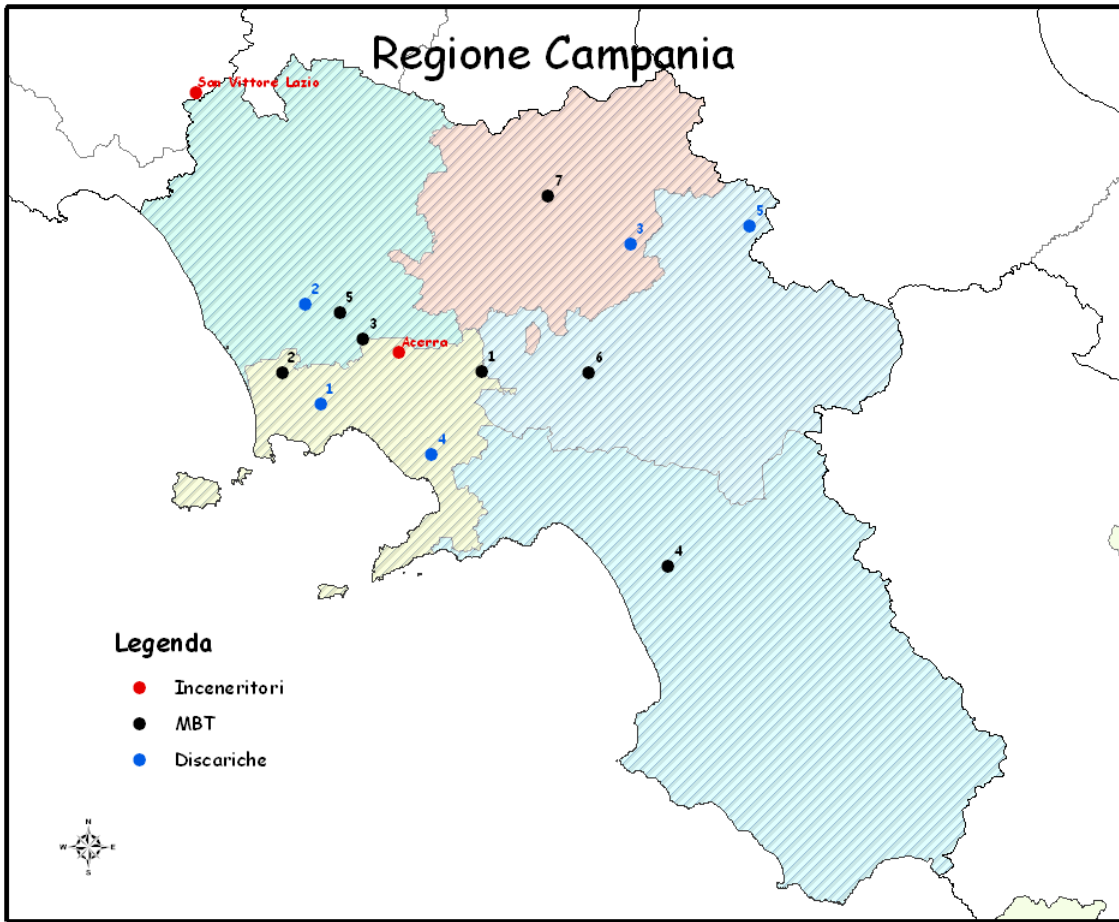 Regione Campania
San Vittore Lazio
7
5
3
2
5
3
Acerra
1
2
6
1
4
4
Legenda
Inceneritori
MBT
Discariche
N
W E
S